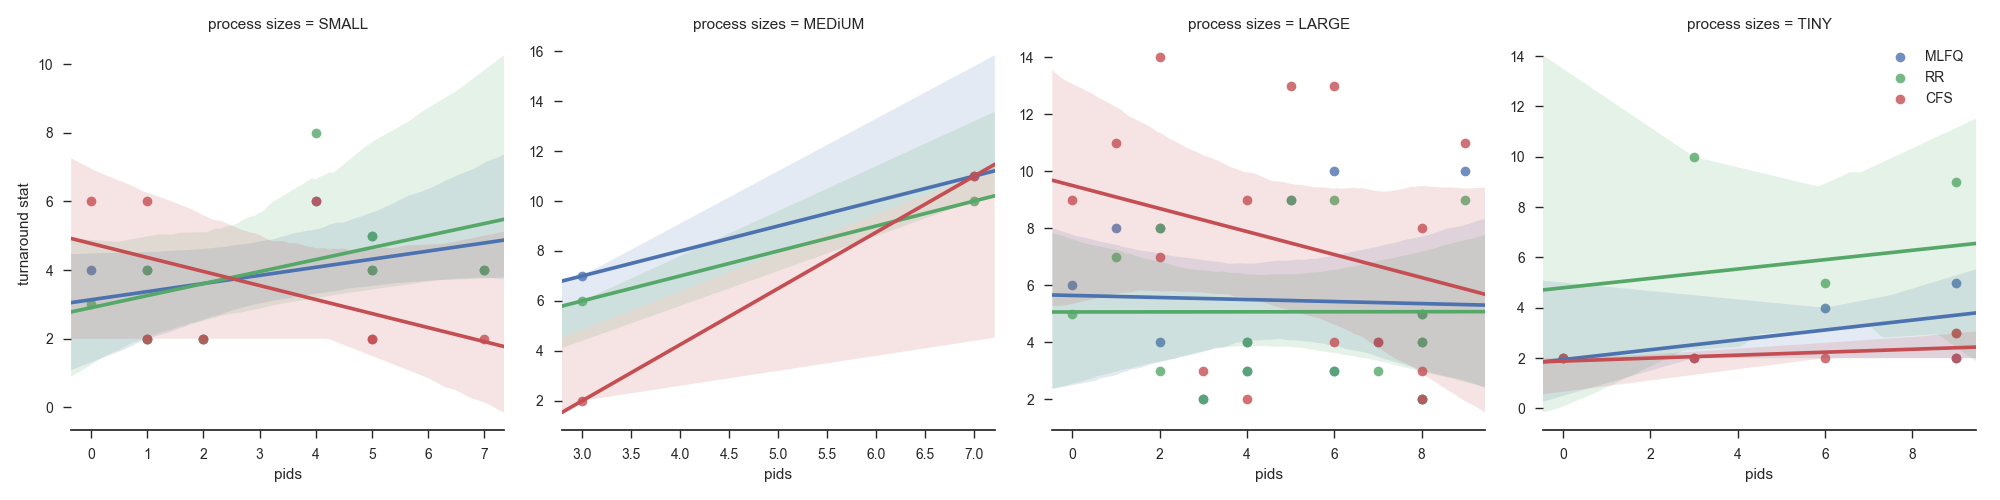 process sizes = SMALL
process sizes = MEDiUM
process sizes = LARGE
process sizes = TINY
turnaround stat
10
8
6
4
2
0
0 1 2 3 4 5 6 7
pids
16
14
12
10
8
6
4
2
3.0 3.5 4.0 4.5 5.0 5.5 6.0 6.5 7.0
pids
14
12
10
8
6
4
2
0 2 4 6 8
pids
14
12
10
8
6
4
2
0
0 2 4 6 8
pids
MLFQ
RR
CFS